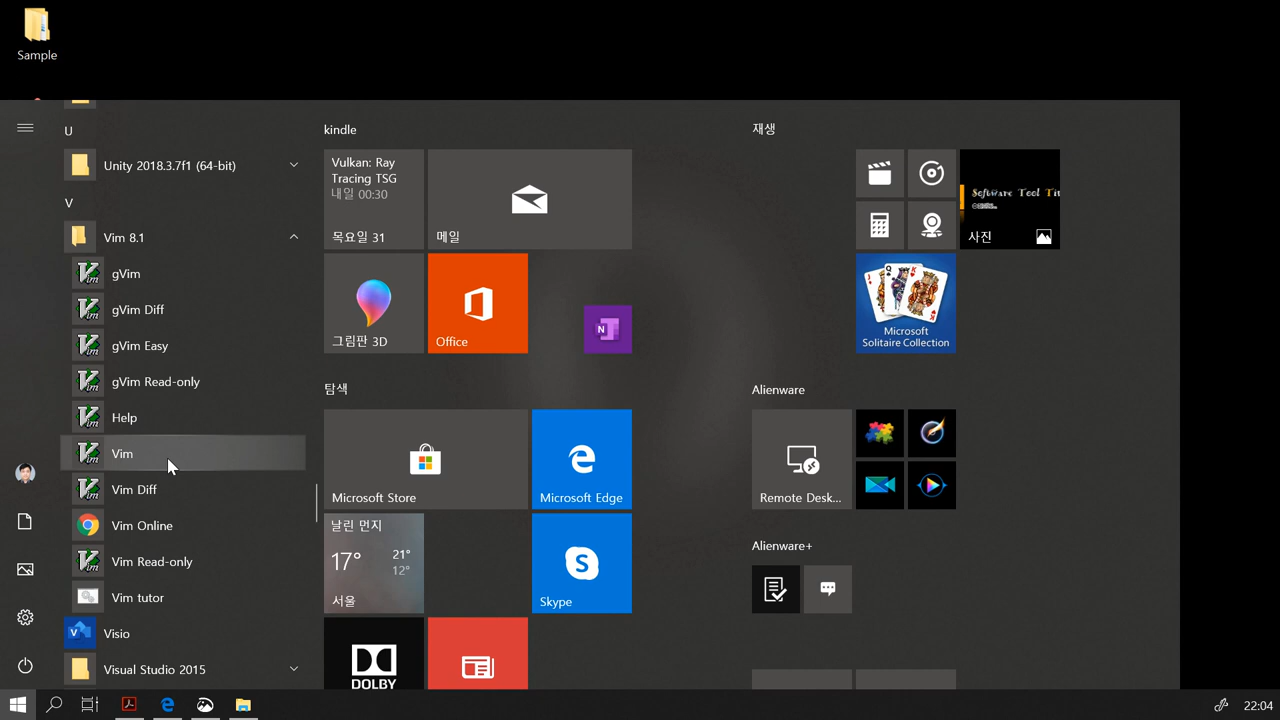 Sample
U
Unity 2018.3.7f1 (64-bit)
V
Vim 8.1
gVim
gVim Diff
gVim Easy
gVim Read-only
Help
Vim
Vim Diff
Vim Online
Vim Read-only
Vim tutor
Visio
Visual Studio 2015
kindle
Vulkan: Ray
Tracing TSG
내일 00:30
목요일 31
메일
그림판 3D
Office
탐색
Microsoft Store
Microsoft Edge
날린 먼지
17°
21°
12°
서울
Skype
DOLBY
재생
Software Tool Ti
사진
Microsoft
Solitaire Collection
Alienware
Remote Desk...
Alienware+
22:04